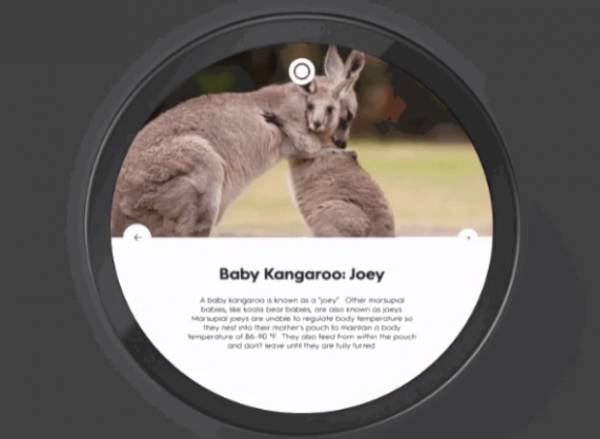 Baby Kangaroo: Joey
A baby kangaroo is known as a "joey" Other marsupial
babies, like koala bear babies, are also known as joeys
Marsupial joeys are unable to regulate body temperature so
they nest into their mother's pouch to maintain a body
temperature of 86-90 °F They also feed from within the pouch
and don't leave until they are fully furred